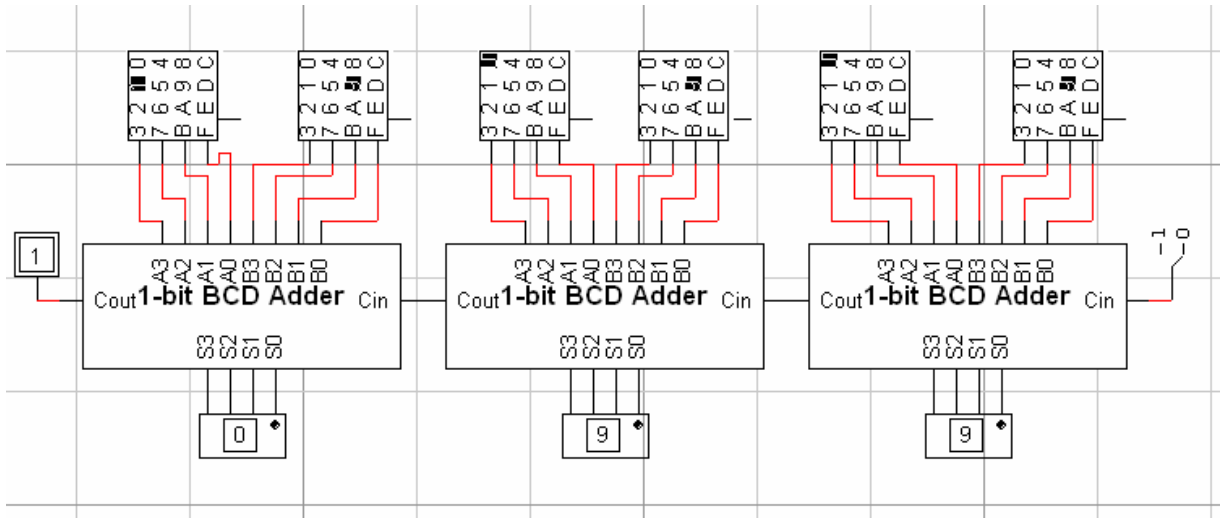 3 2 0
7 6 5 4
B A 9 8
F E D C
3 2 1 0
7 6 5 4
B A 8
F E D C
3 2 1
7 6 5 4
B A 9 8
F E D C
3 2 1 0
7 6 5 4
B A 8
F E D C
3 2 1
7 6 5 4
B A 9 8
F E D C
3 2 1 0
7 6 5 4
B A 8
F E D C
1
A3 A2 A1 A0 B3 B2 B1 B0
Cout 1-bit BCD Adder Cin
S3 S2 S1 S0
0
A3 A2 A1 A0 B3 B2 B1 B0
Cout 1-bit BCD Adder Cin
S3 S2 S1 S0
9
A3 A2 A1 A0 B3 B2 B1 B0
Cout 1-bit BCD Adder Cin
S3 S2 S1 S0
9
1
0